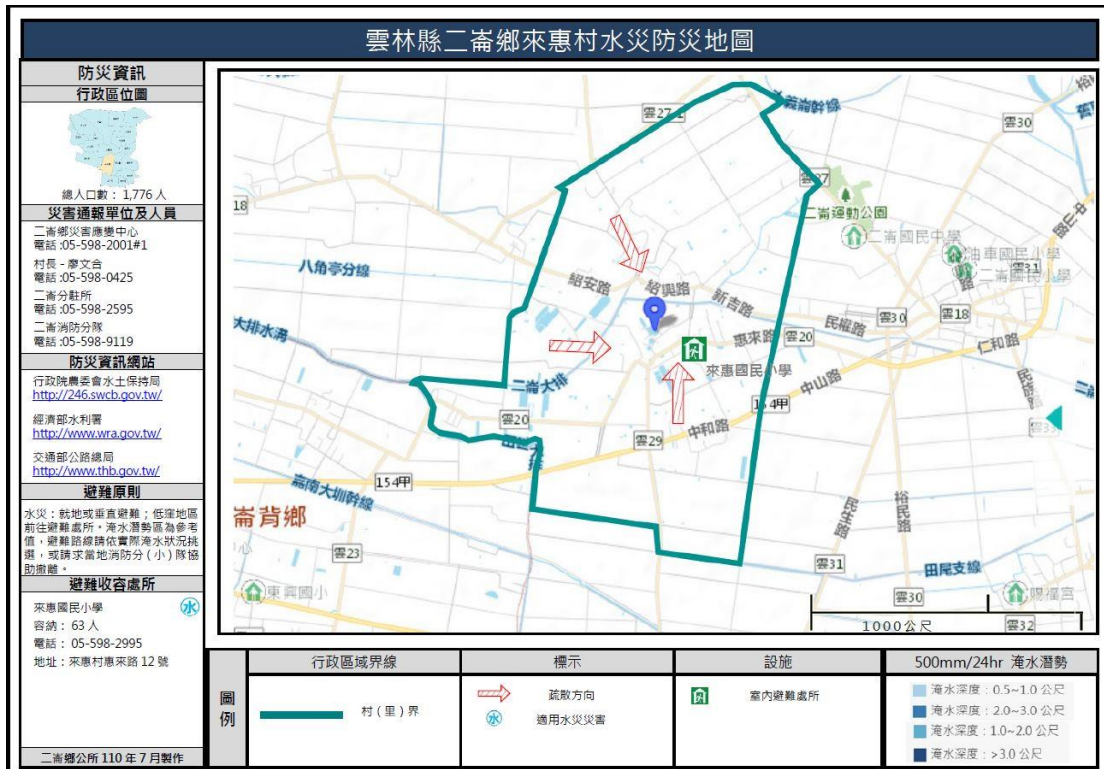 雲林縣二崙鄉來惠村水災防災地圖
防災資訊
行政區位圖
總人口數： 1,776 人
災害通報單位及人員
二崙鄉災害應變中心
電話 :05-598-2001#1
村長 - 廖文合
電話 :05-598-0425
二崙分駐所
電話 :05-598-2595
二崙消防分隊
電話 :05-598-9119
防災資訊網站
行政院農委會水土保持局
http://246.swcb.gov.tw/
經濟部水利署
http://www.wra.gov.tw/
交通部公路總局
http://www.thb.gov.tw/
避難原則
水災：就地或垂直避難；低窪地區
前往避難處所。淹水潛勢區為參考
值，避難路線請依實際淹水狀況挑
選，或請求當地消防分(小)隊協
助撤離。
避難收容處所
來惠國民小學
水
容納： 63 人
電話： 05-598-2995
地址：來惠村惠來路 12 號
二崙鄉公所 110 年 7 月製作
雲27-1
義崙幹線
雲30
18
雲27
二崙運動公園
二崙國民中學
油車國民小學
二崙國民小學
雲31
中山路
八角亭分線
紹安路
紹興路
新吉路
民權路
雲30
雲18
大排水溝
惠來路
雲20
仁和路
來惠國民小學
二崙大排
中山路
154甲
雲20
雲29
中和路
154甲
嘉南大圳幹線
崙背鄉
雲23
民生路
裕民路
雲31
田尾支線
東興國小
雲30
賜福宮
1000公尺
雲32
圖例
行政區域界線
標示
設施
500mm/24hr 淹水潛勢
村(里)界
疏散方向
水
適用水災災害
室內避難處所
淹水深度：0.5~1.0 公尺
淹水深度：2.0~3.0 公尺
淹水深度：1.0~2.0 公尺
淹水深度：>3.0 公尺